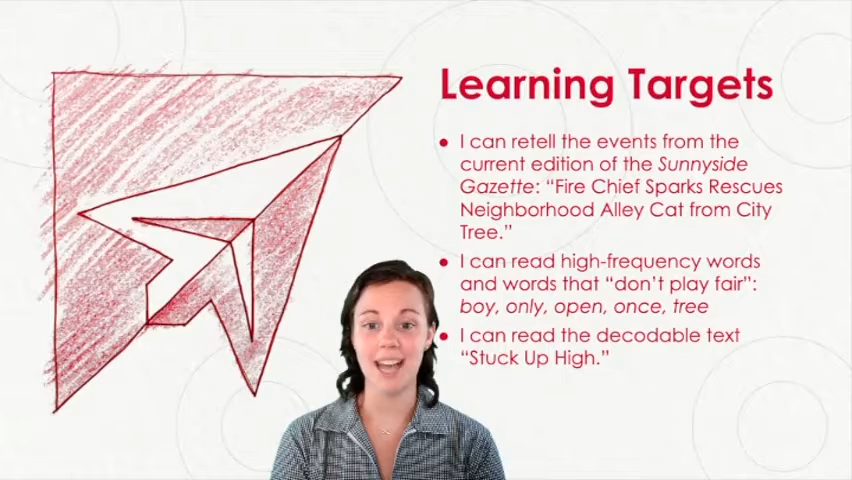 Learning Targets
● I can retell the events from the
current edition of the Sunnyside
Gazette: “Fire Chief Sparks Rescues
Neighborhood Alley Cat from City
Tree.”
● I can read high-frequency words
and words that “don’t play fair”:
boy, only, open, once, tree
● I can read the decodable text
“Stuck Up High.”